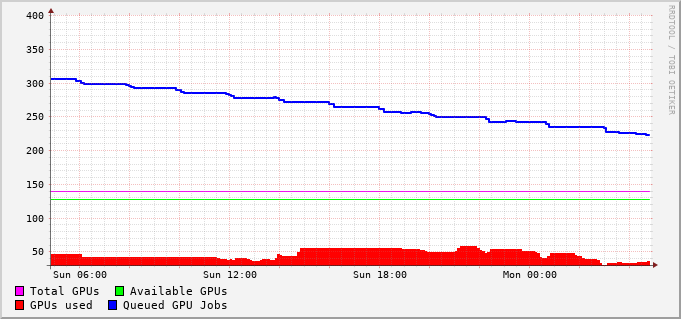 400
350
300
250
200
150
100
50
Sun 06:00 Sun 12:00 Sun 18:00 Mon 00:00
Total GPUs Available GPUs
GPUs used Queued GPU Jobs
RRDTOOL / TOBI OETIKER